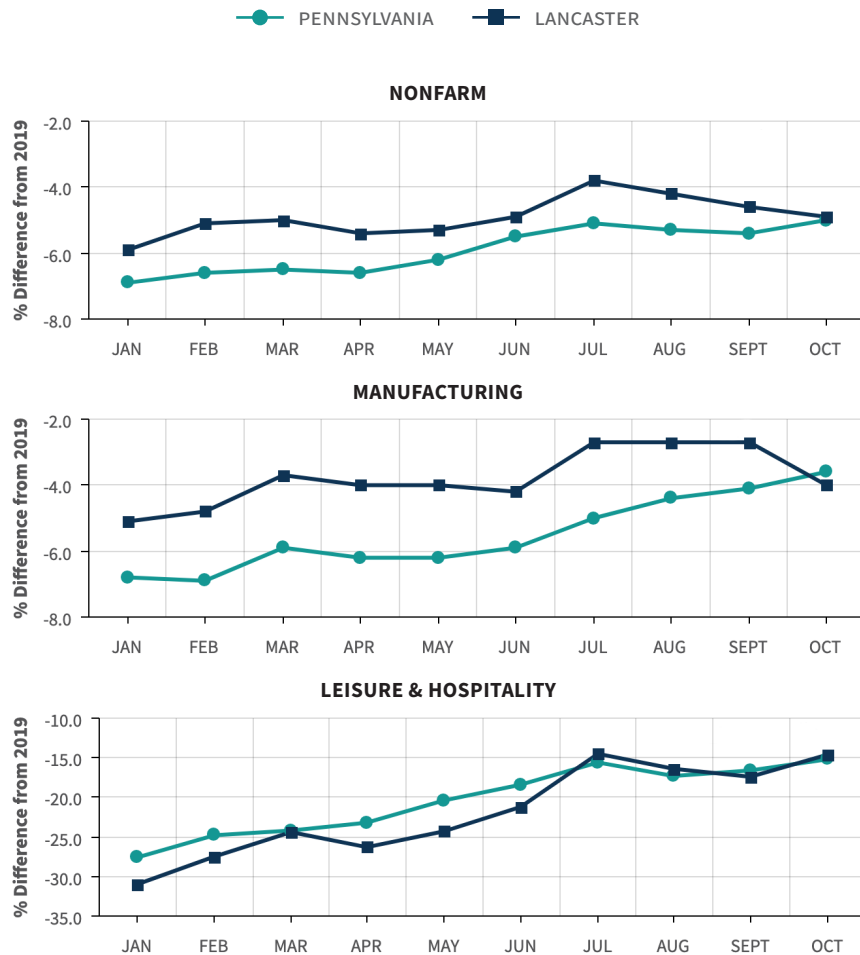 PENNSYLVANIA LANCASTER
NONFARM
% Difference from 2019
-2.0
-4.0
-6.0
-8.0
JAN FEB MAR APR MAY JUN JUL AUG SEPT OCT
MANUFACTURING
% Difference from 2019
-2.0
-4.0
-6.0
-8.0
JAN FEB MAR APR MAY JUN JUL AUG SEPT OCT
LEISURE & HOSPITALITY
% Difference from 2019
-10.0
-15.0
-20.0
-25.0
-30.0
-35.0
JAN FEB MAR APR MAY JUN JUL AUG SEPT OCT